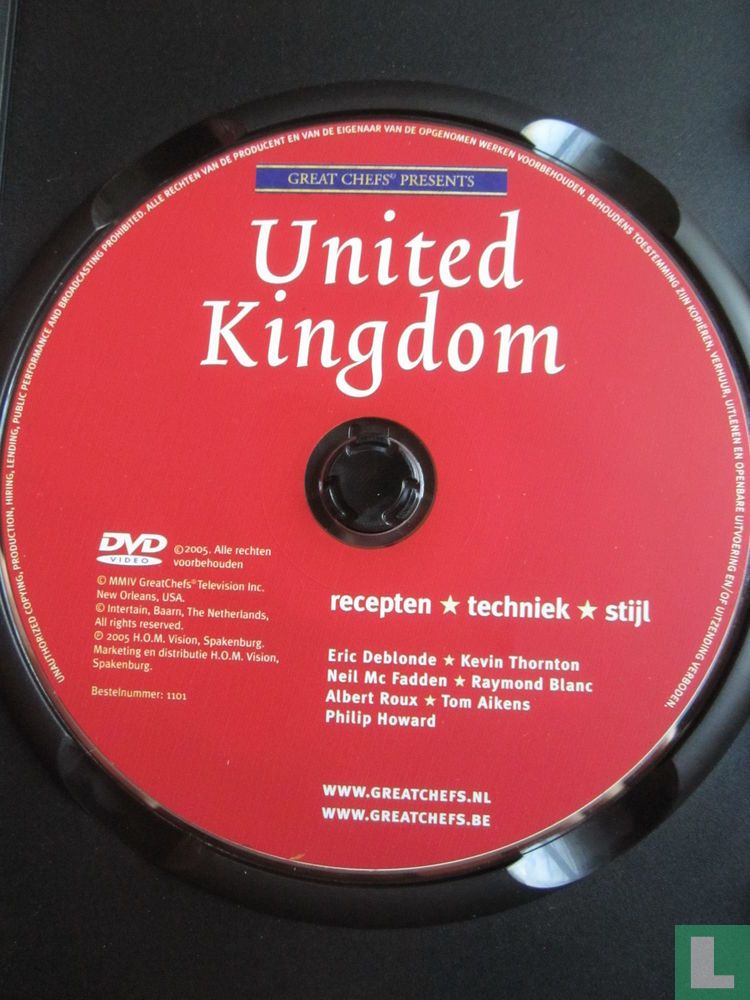 GREAT CHEFS® PRESENTS
United
Kingdom
DVD
VIDEO
©2005. Alle rechten
voorbehouden
© MMIV GreatChefs® Television Inc.
New Orleans, USA.
© Intertain, Baarn, The Netherlands,
All rights reserved.
℗ 2005 H.O.M. Vision, Spakenburg.
Marketing en distributie H.O.M. Vision,
Spakenburg.
Bestelnummer: 1101
recepten ★ techniek ★ stijl
Eric Deblonde ★ Kevin Thornton
Neil Mc Fadden ★ Raymond Blanc
Albert Roux ★ Tom Aikens
Philip Howard
WWW.GREATCHEFS.NL
WWW.GREATCHEFS.BE
UNAUTHORIZED COPYING, PRODUCTION, HIRING, LENDING, PUBLIC PERFORMANCE AND BROADCASTING PROHIBITED. ALLE RECHTEN VAN DE PRODUCENT EN VAN DE EIGENAAR VAN DE OPGENOMEN WERKEN VOORBEHOUDEN. BEHOUDENS TOESTEMMING ZIJN KOPIËREN, VERHUUR, UITLENEN EN OPENBARE UITVOERING EN/OF UITZENDING VERBODEN.
L